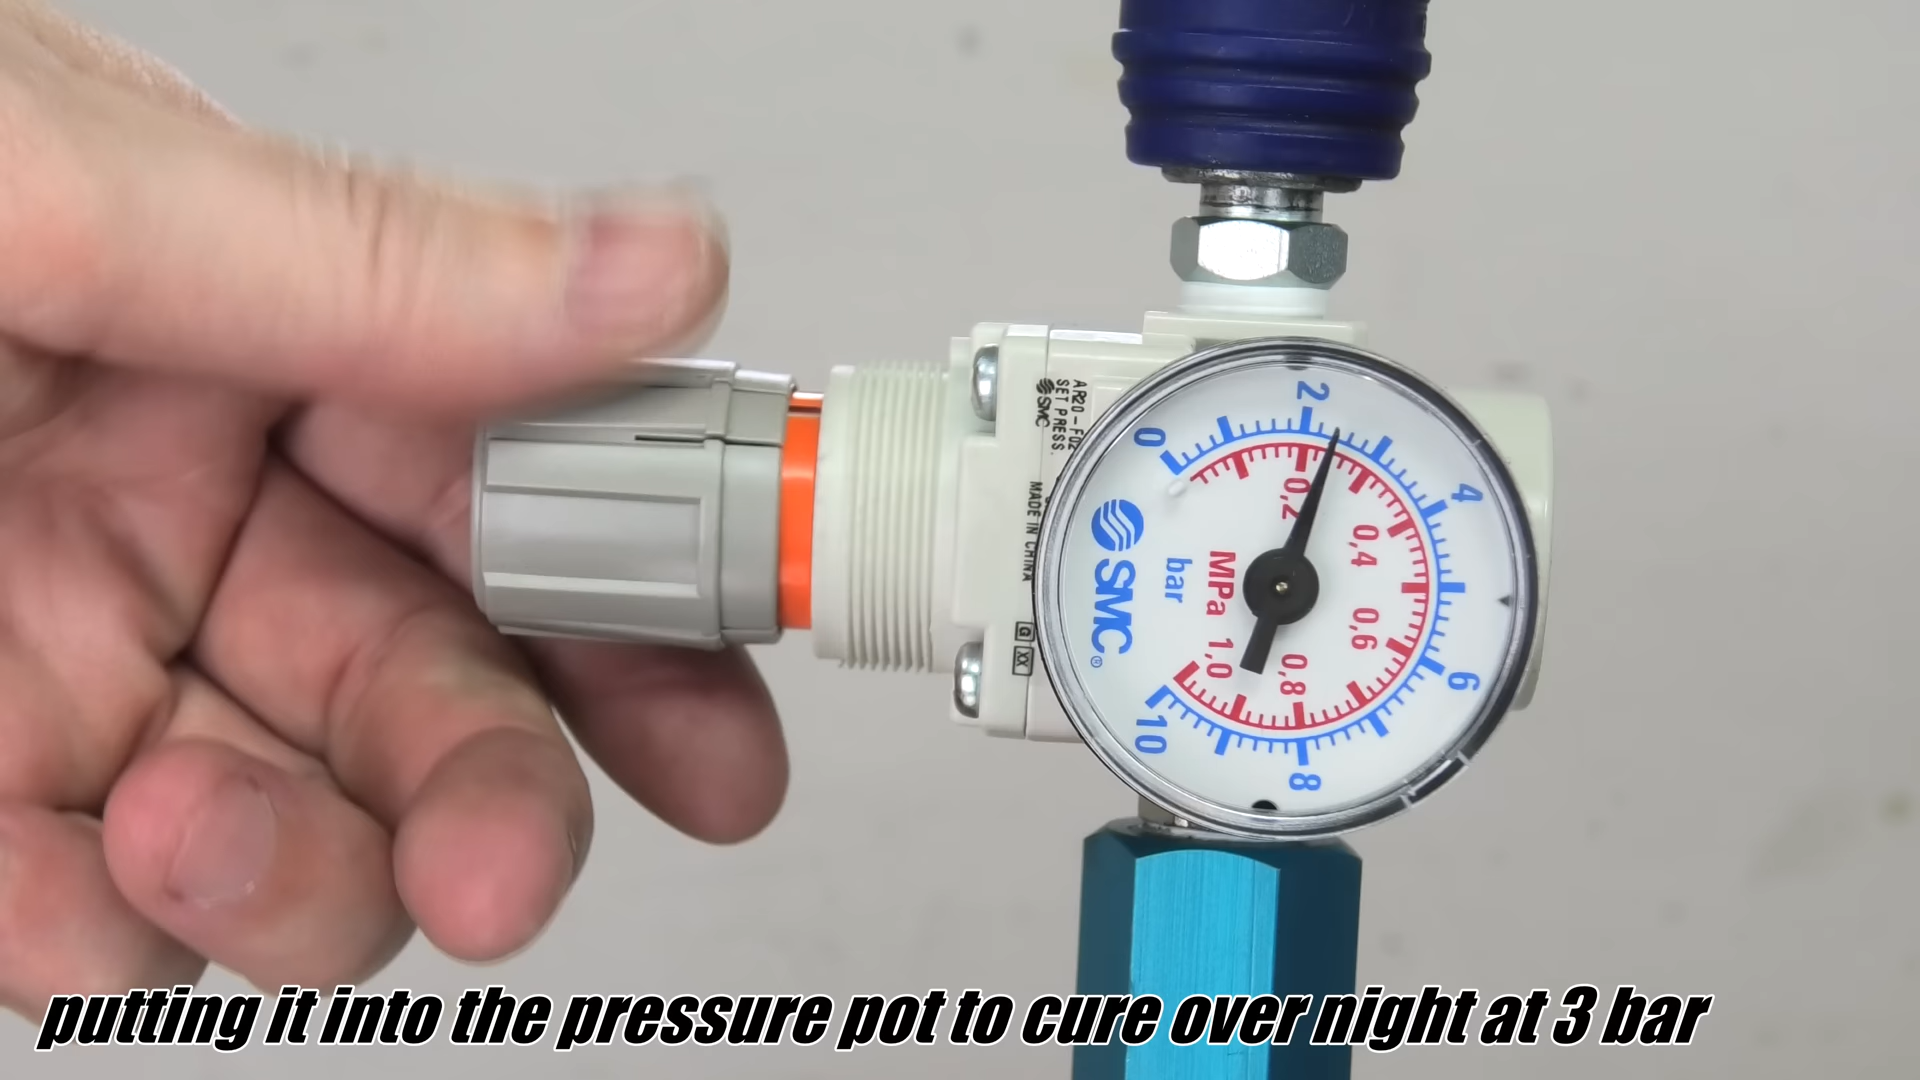 AR20-F02
SET PRESS.
SMC
MADE IN CHINA
G XX
0
2
4
6
8
10
0,2
0,4
0,6
0,8
1,0
MPa
bar
SMC®
putting it into the pressure pot to cure over night at 3 bar